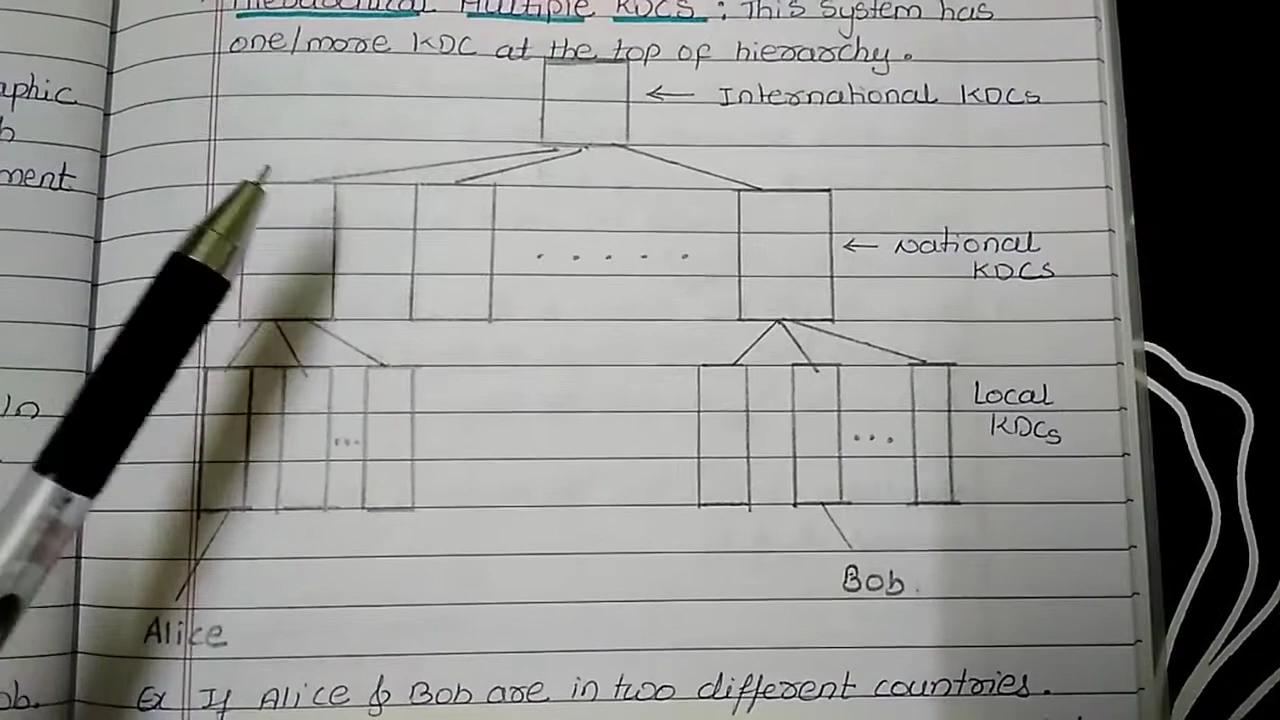 Hierarchical Multiple KDCs : This system has
one/more KDC at the top of hierarchy.
← International KDCs
. . . . .
← National
KDCs
...
...
Local
KDCs
Bob.
Alice
Ex If Alice & Bob are in two different countries.